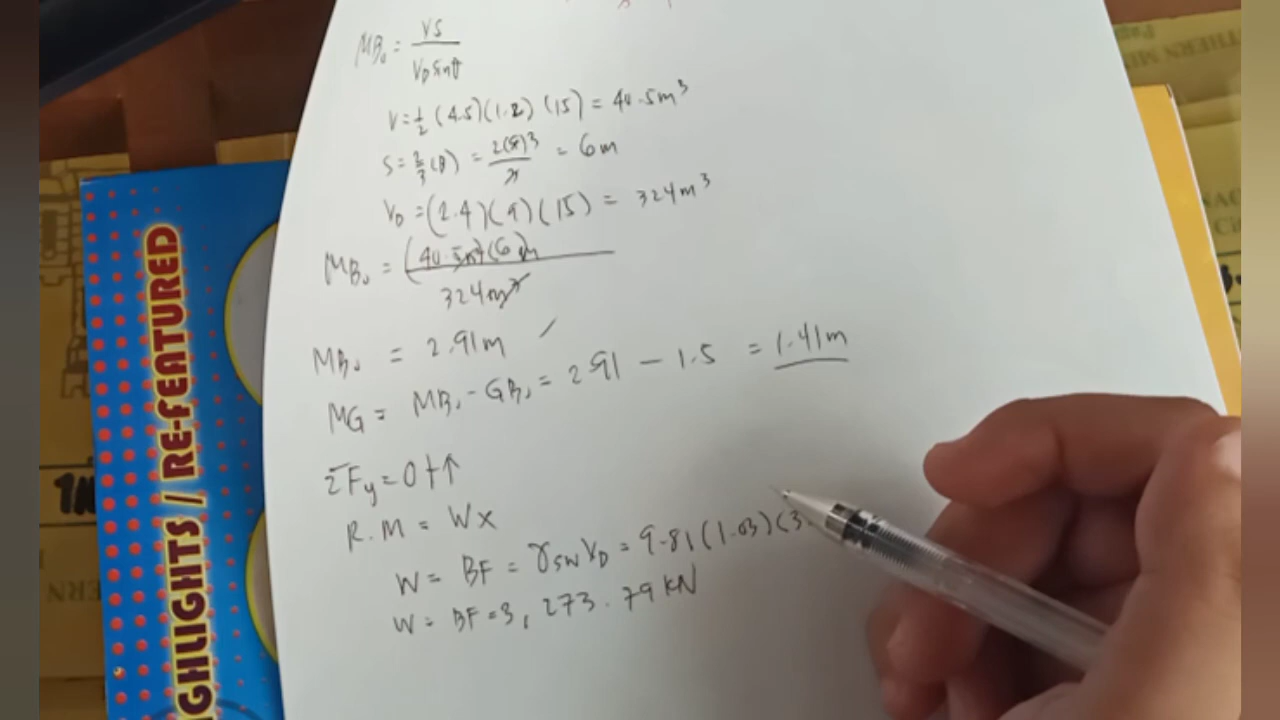 MB₀ = VS / V_D sinθ
V = 1/2 (4.5)(1.2)(15) = 40.5m³
S = 2/3 (B) = = 6m
V_D = (2.4)(9)(15) = 324m³
MB₀ = (40.5m³)(6m) / 324m³
MB₀ = 2.91m
MG = MB₀ - GB₀ = 2.91 - 1.5 = 1.41m
ΣFy = 0 +↑
R.M = Wx
W = BF = γsw V_D = 9.81(1.03)(3
W = BF = 3, 273.79 KN
HIGHLIGHTS / RE-FEATURED
THERN MI